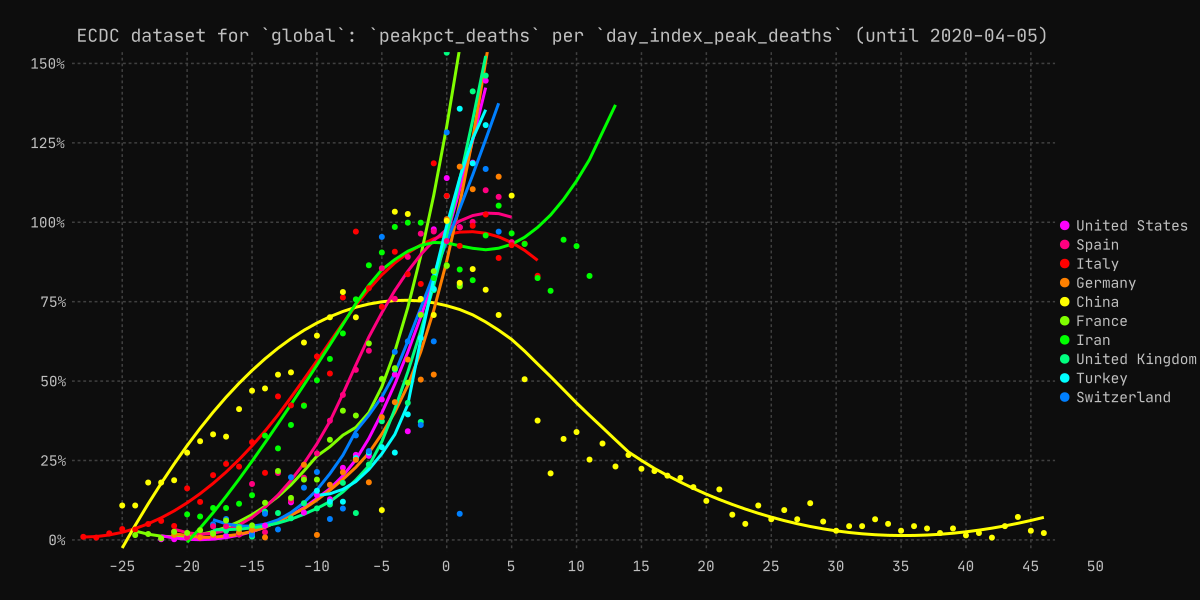 ECDC dataset for `global`: `peakpct_deaths` per `day_index_peak_deaths` (until 2020-04-05)
150%
125%
100%
75%
50%
25%
0%
-25 -20 -15 -10 -5 0 5 10 15 20 25 30 35 40 45 50
United States
Spain
Italy
Germany
China
France
Iran
United Kingdom
Turkey
Switzerland